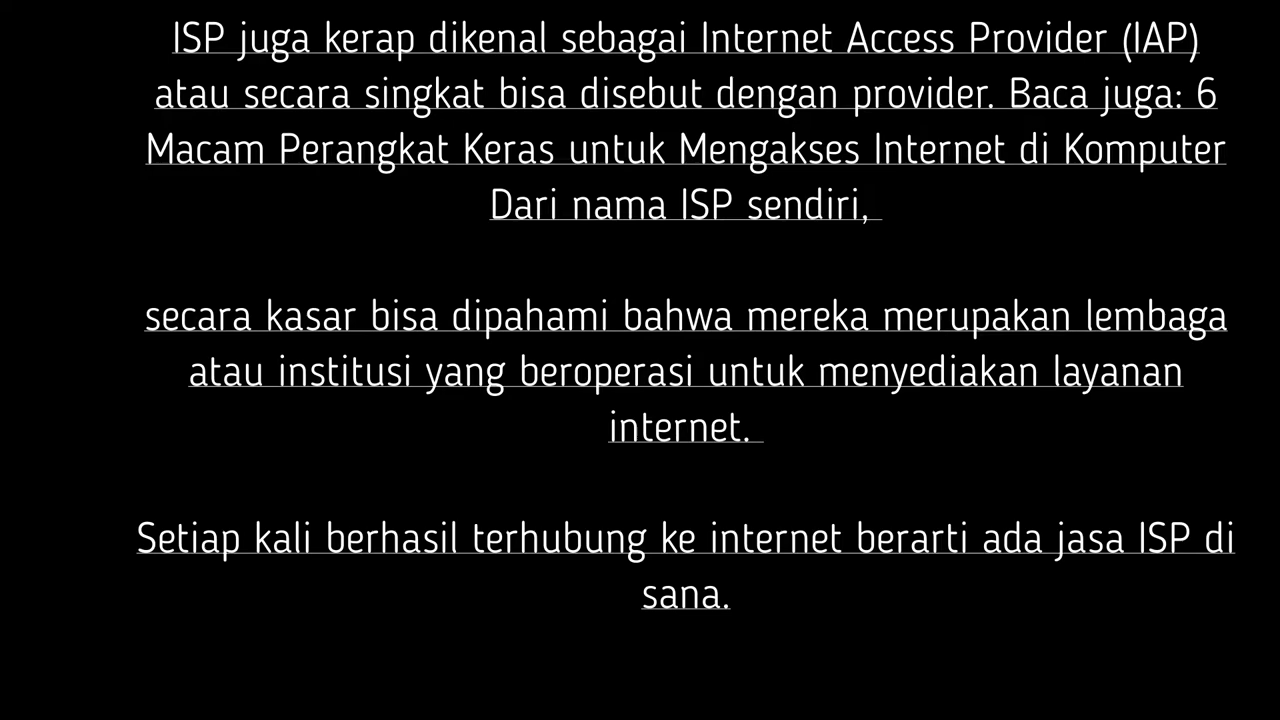 ISP juga kerap dikenal sebagai Internet Access Provider (IAP)
atau secara singkat bisa disebut dengan provider. Baca juga: 6
Macam Perangkat Keras untuk Mengakses Internet di Komputer
Dari nama ISP sendiri,
secara kasar bisa dipahami bahwa mereka merupakan lembaga
atau institusi yang beroperasi untuk menyediakan layanan
internet.
Setiap kali berhasil terhubung ke internet berarti ada jasa ISP di
sana.